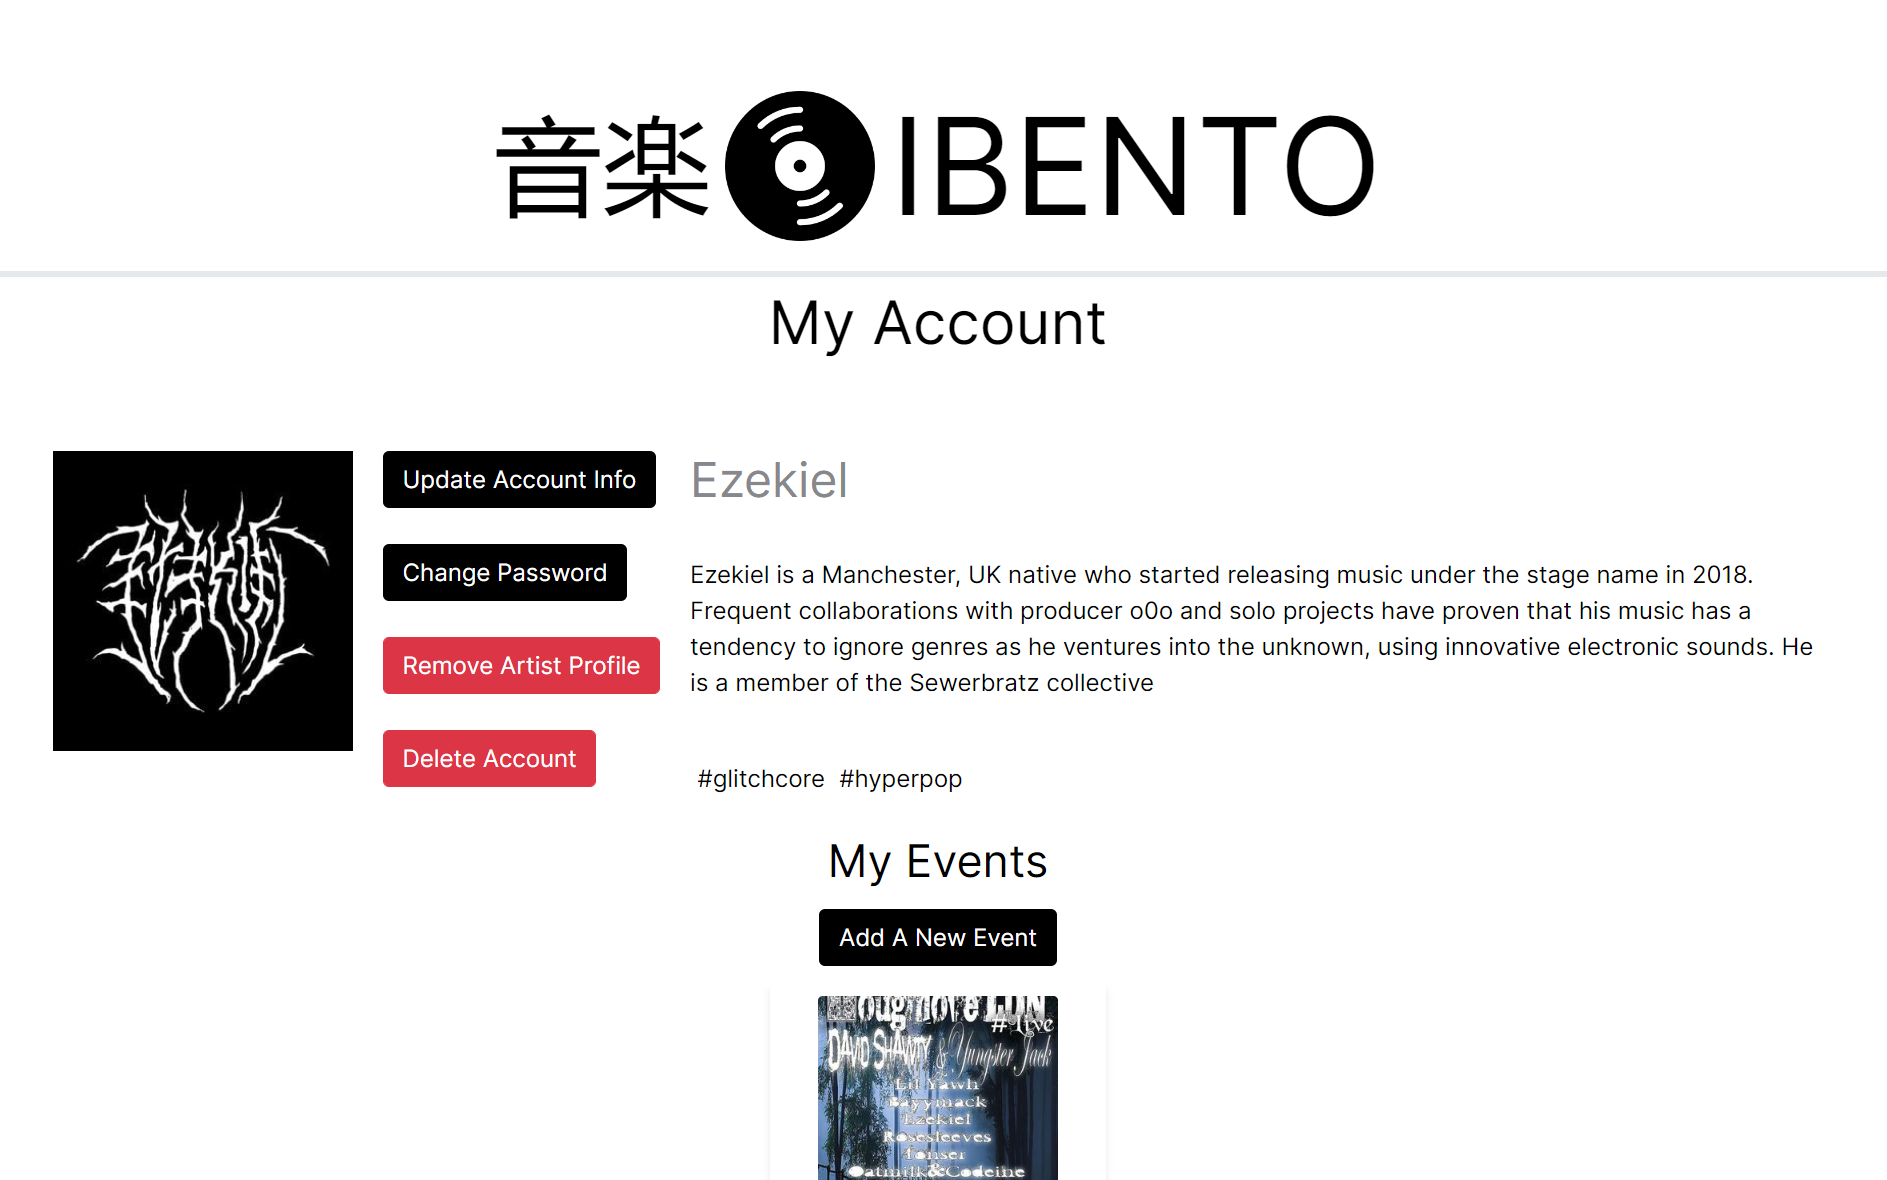 音楽 IBENTO
My Account
Update Account Info
Change Password
Remove Artist Profile
Delete Account
Ezekiel
Ezekiel is a Manchester, UK native who started releasing music under the stage name in 2018.
Frequent collaborations with producer o0o and solo projects have proven that his music has a
tendency to ignore genres as he ventures into the unknown, using innovative electronic sounds. He
is a member of the Sewerbratz collective
#glitchcore #hyperpop
My Events
Add A New Event
#Live
DAVID SHAWTY & Yungster Jack
Lil Yawh
Bayymack
Ezekiel
Rosesleeves
fonser
Oatmilk&Codeine